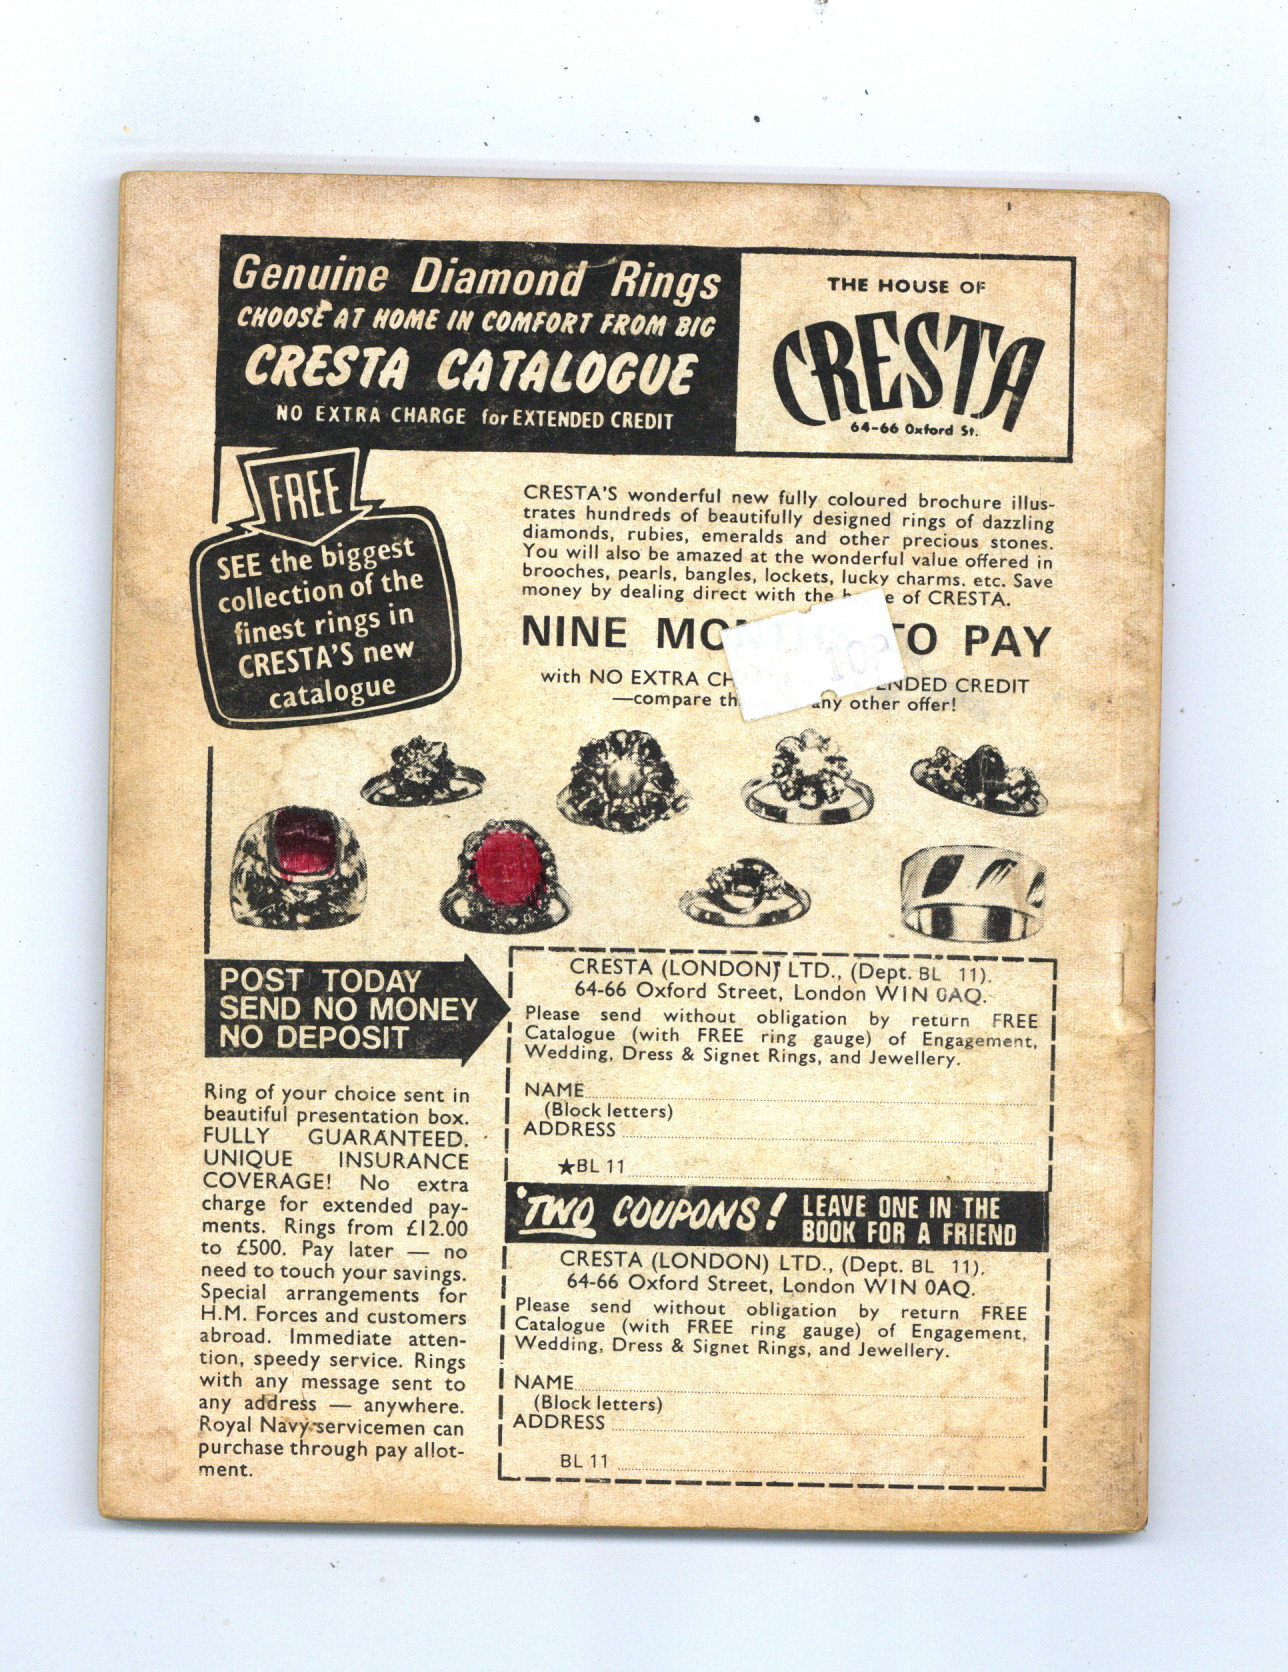 Genuine Diamond Rings
CHOOSE AT HOME IN COMFORT FROM BIG
CRESTA CATALOGUE
NO EXTRA CHARGE for EXTENDED CREDIT
THE HOUSE OF
CRESTA
64-66 Oxford St.
FREE
SEE the biggest
collection of the
finest rings in
CRESTA'S new
catalogue
CRESTA'S wonderful new fully coloured brochure illus-
trates hundreds of beautifully designed rings of dazzling
diamonds, rubies, emeralds and other precious stones.
You will also be amazed at the wonderful value offered in
brooches, pearls, bangles, lockets, lucky charms. etc. Save
money by dealing direct with the of CRESTA.
NINE MONTHS TO PAY
10P
with NO EXTRA CREDIT
—compare any other offer!
POST TODAY
SEND NO MONEY
NO DEPOSIT
Ring of your choice sent in
beautiful presentation box.
FULLY GUARANTEED.
UNIQUE INSURANCE
COVERAGE! No extra
charge for extended pay-
ments. Rings from £12.00
to £500. Pay later — no
need to touch your savings.
Special arrangements for
H.M. Forces and customers
abroad. Immediate atten-
tion, speedy service. Rings
with any message sent to
any address — anywhere.
Royal Navy servicemen can
purchase through pay allot-
ment.
CRESTA (LONDON) LTD., (Dept. BL 11).
64-66 Oxford Street, London WIN 0AQ.
Please send without obligation by return FREE
Catalogue (with FREE ring gauge) of Engagement,
Wedding, Dress & Signet Rings, and Jewellery.
NAME
(Block letters)
ADDRESS
★BL 11
TWO COUPONS! LEAVE ONE IN THE
BOOK FOR A FRIEND
CRESTA (LONDON) LTD., (Dept. BL 11).
64-66 Oxford Street, London WIN 0AQ.
Please send without obligation by return FREE
Catalogue (with FREE ring gauge) of Engagement,
Wedding, Dress & Signet Rings, and Jewellery.
NAME
(Block letters)
ADDRESS
BL 11